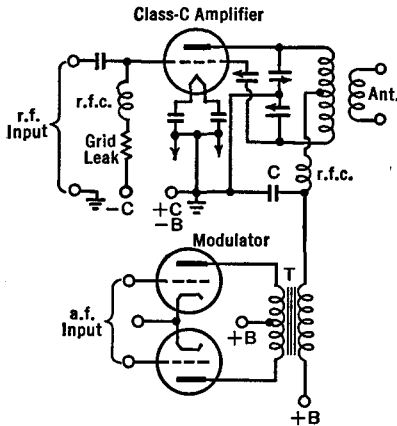 Class-C Amplifier
r.f.
Input
r.f.c.
Grid
Leak
-C
+C
-B
C
r.f.c.
Ant.
Modulator
a.f.
Input
+B
T
+B